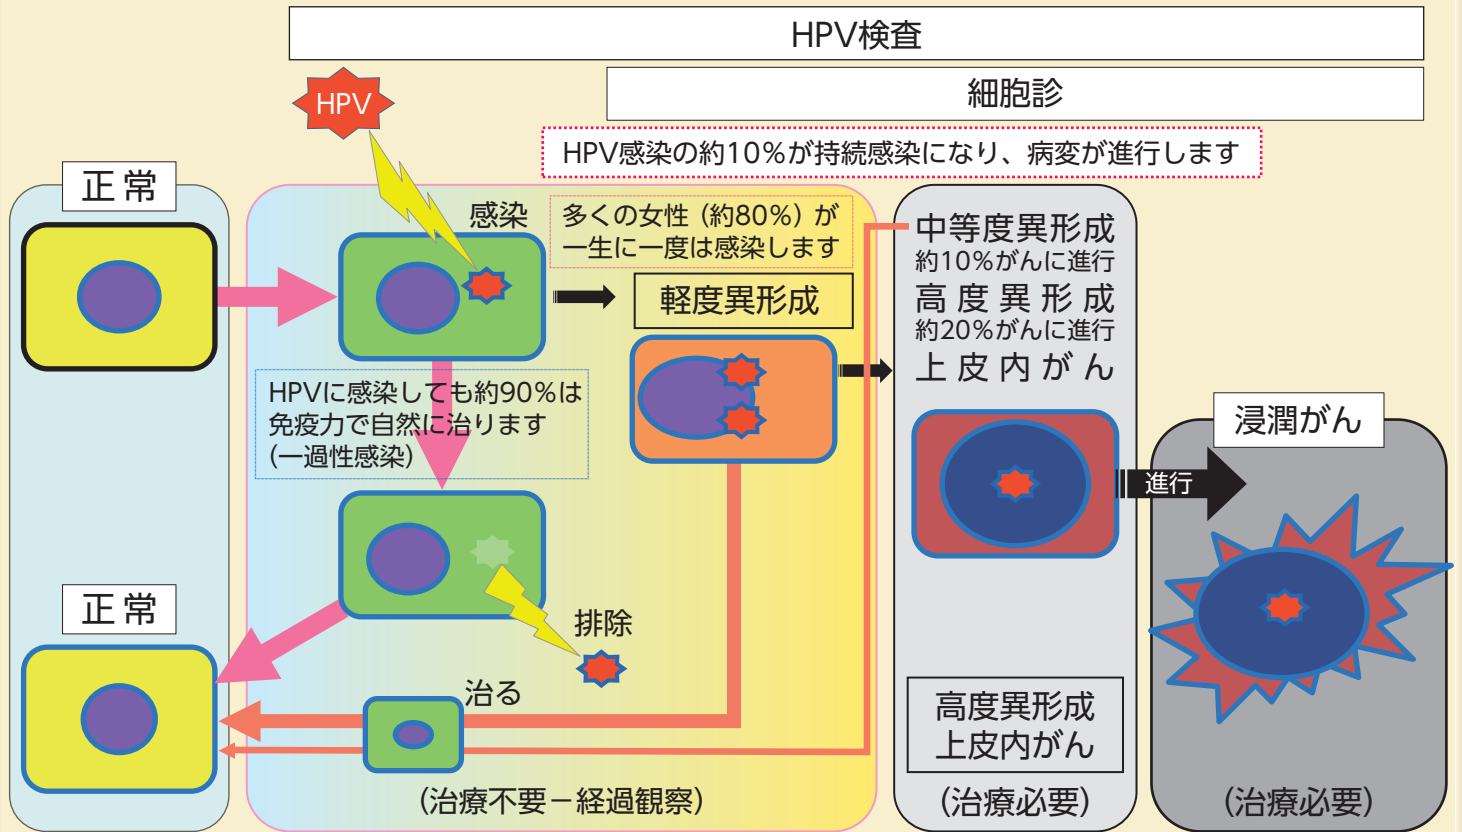 HPV検査
細胞診
HPV
HPV感染の約10%が持続感染になり、病変が進行します
正常
感染
多くの女性（約80%）が
一生に一度は感染します
軽度異形成
中等度異形成
約10%がんに進行
高度異形成
約20%がんに進行
上皮内がん
HPVに感染しても約90%は
免疫力で自然に治ります
（一過性感染）
浸潤がん
進行
正常
排除
治る
高度異形成
上皮内がん
（治療不要－経過観察）
（治療必要）
（治療必要）